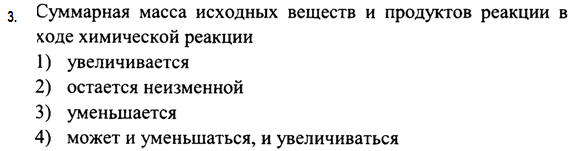 3. Суммарная масса исходных веществ и продуктов реакции в
ходе химической реакции
1) увеличивается
2) остается неизменной
3) уменьшается
4) может и уменьшаться, и увеличиваться